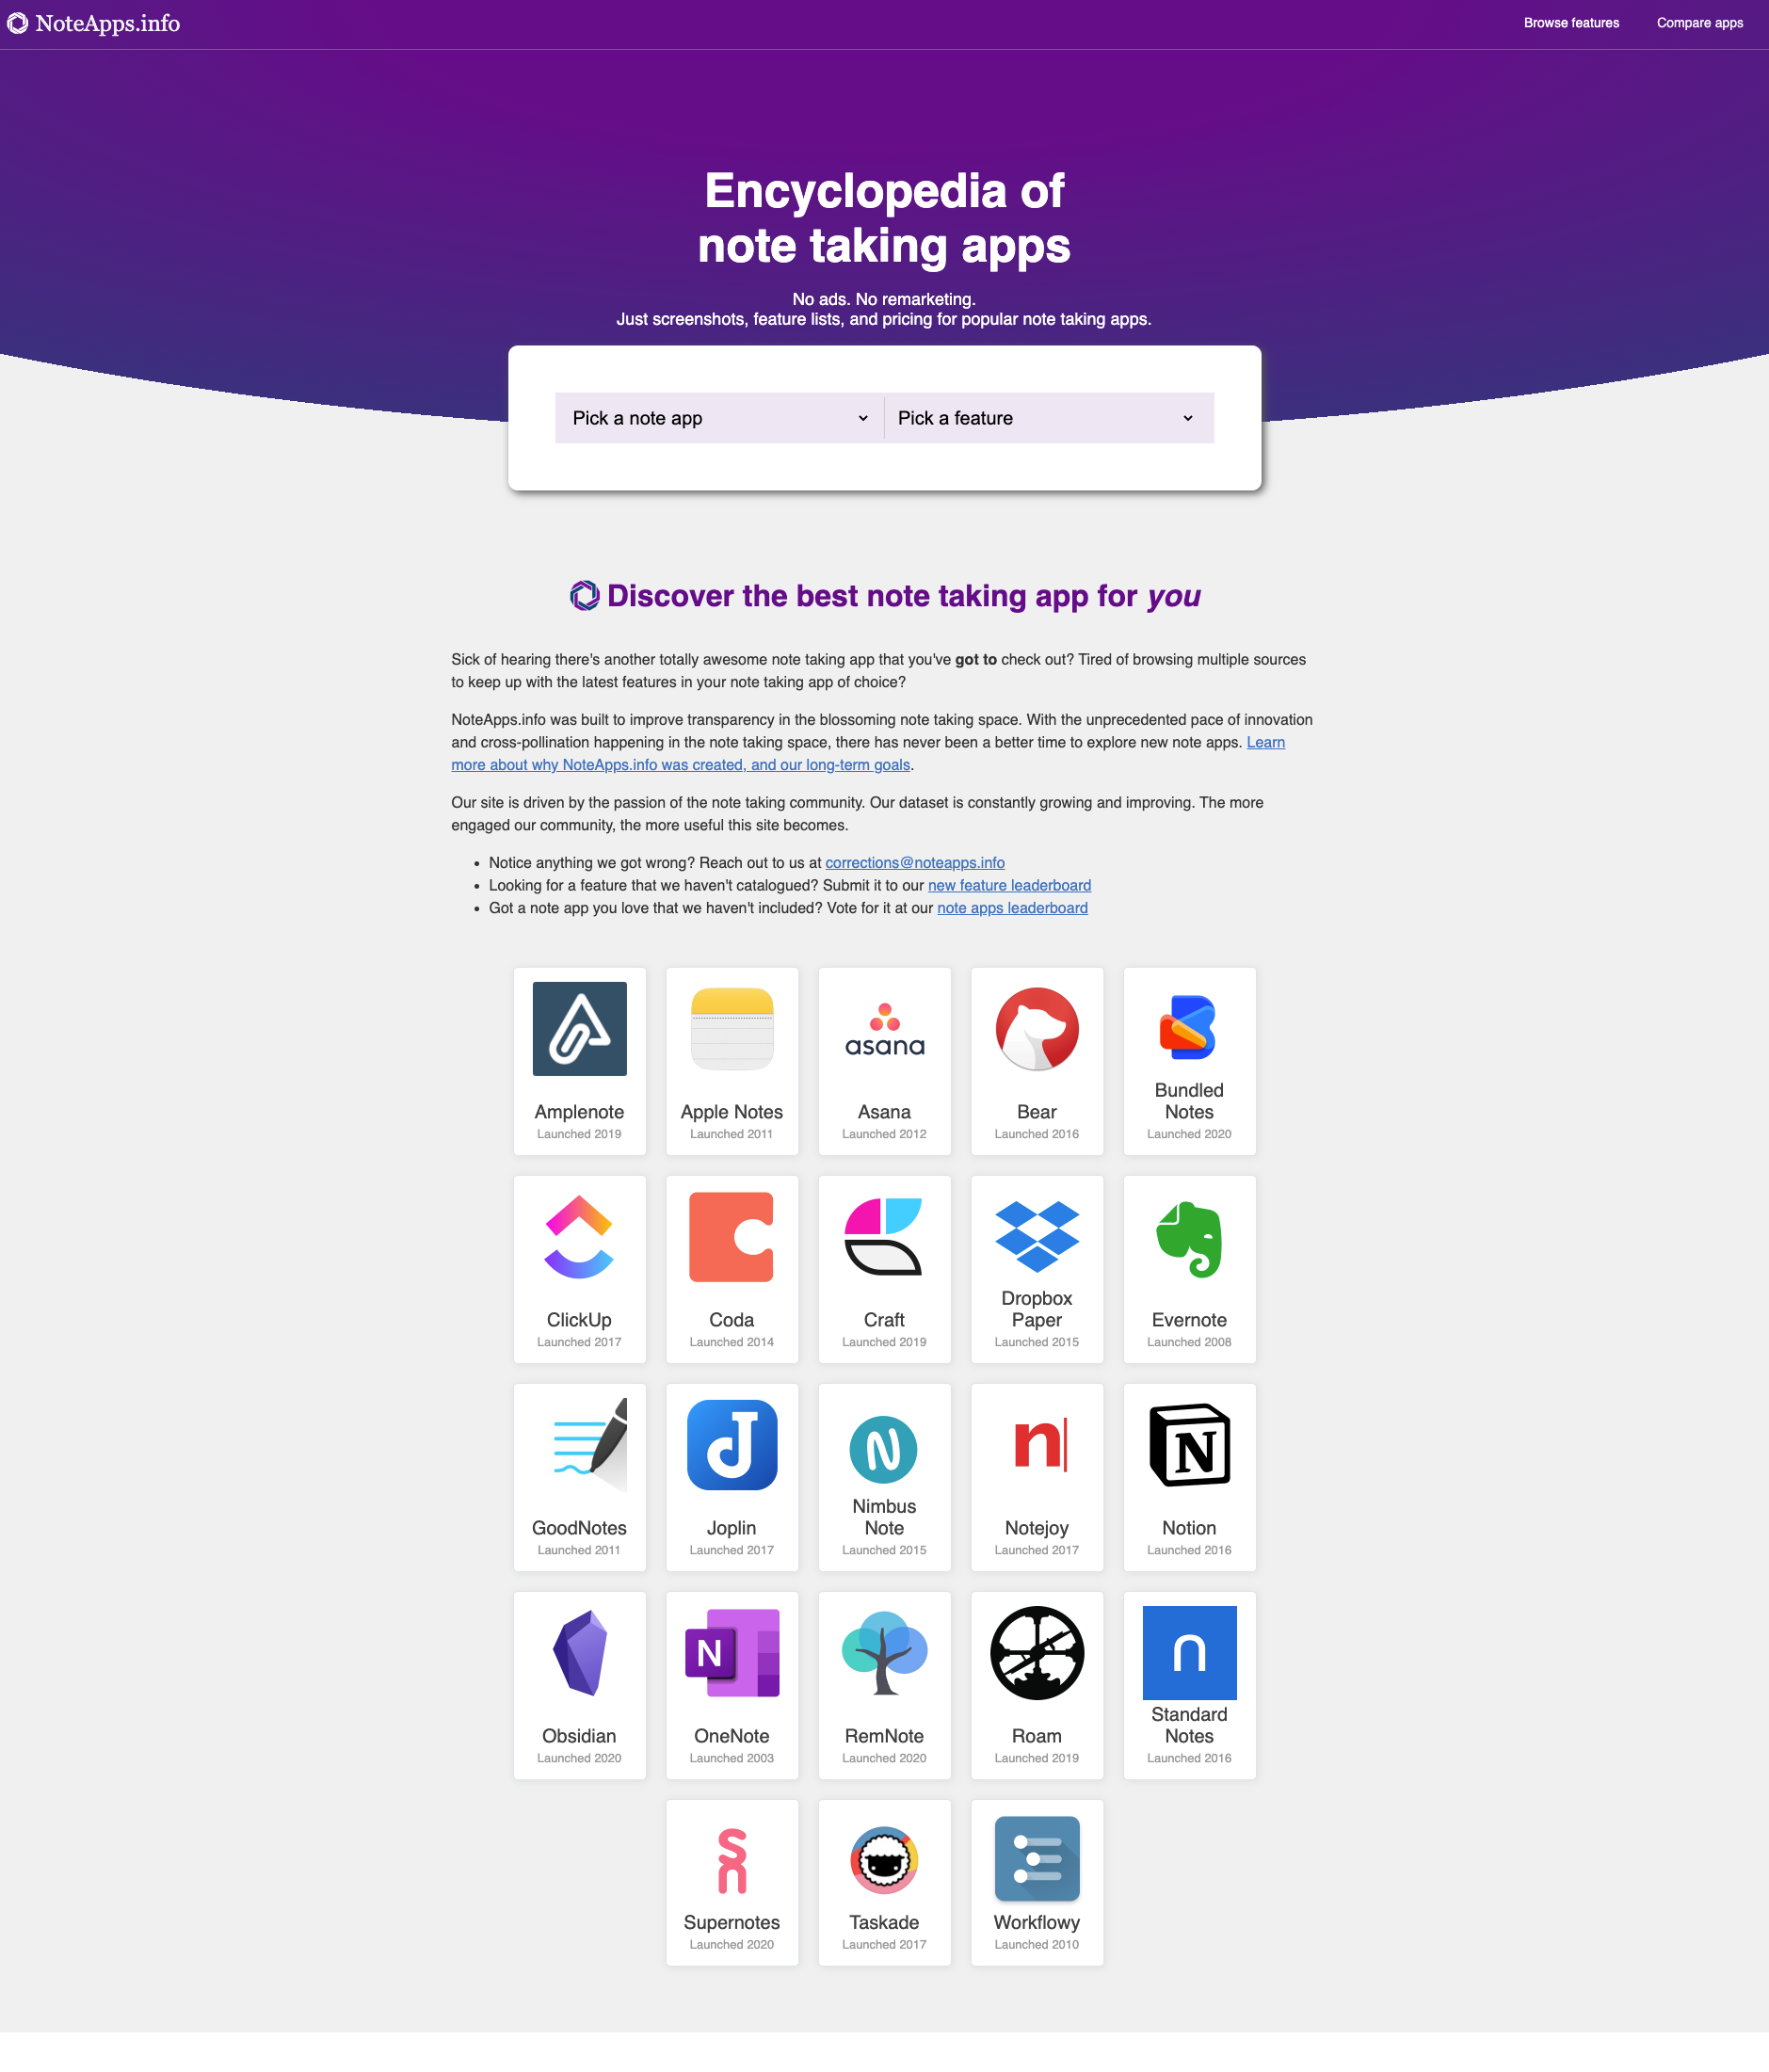 NoteApps.info
Browse features
Compare apps
Encyclopedia of
note taking apps
No ads. No remarketing.
Just screenshots, feature lists, and pricing for popular note taking apps.
Pick a note app
Pick a feature
Discover the best note taking app for you
Sick of hearing there's another totally awesome note taking app that you've got to check out? Tired of browsing multiple sources
to keep up with the latest features in your note taking app of choice?
NoteApps.info was built to improve transparency in the blossoming note taking space. With the unprecedented pace of innovation
and cross-pollination happening in the note taking space, there has never been a better time to explore new note apps. Learn
more about why NoteApps.info was created, and our long-term goals.
Our site is driven by the passion of the note taking community. Our dataset is constantly growing and improving. The more
engaged our community, the more useful this site becomes.
• Notice anything we got wrong? Reach out to us at corrections@noteapps.info
• Looking for a feature that we haven't catalogued? Submit it to our new feature leaderboard
• Got a note app you love that we haven't included? Vote for it at our note apps leaderboard
Amplenote
Launched 2019
Apple Notes
Launched 2011
asana
Asana
Launched 2012
Bear
Launched 2016
Bundled
Notes
Launched 2020
ClickUp
Launched 2017
Coda
Launched 2014
Craft
Launched 2019
Dropbox
Paper
Launched 2015
Evernote
Launched 2008
GoodNotes
Launched 2011
J
Joplin
Launched 2017
N
Nimbus
Note
Launched 2015
n
Notejoy
Launched 2017
N
Notion
Launched 2016
Obsidian
Launched 2020
N
OneNote
Launched 2003
RemNote
Launched 2020
Roam
Launched 2019
n
Standard
Notes
Launched 2016
Supernotes
Launched 2020
Taskade
Launched 2017
Workflowy
Launched 2010